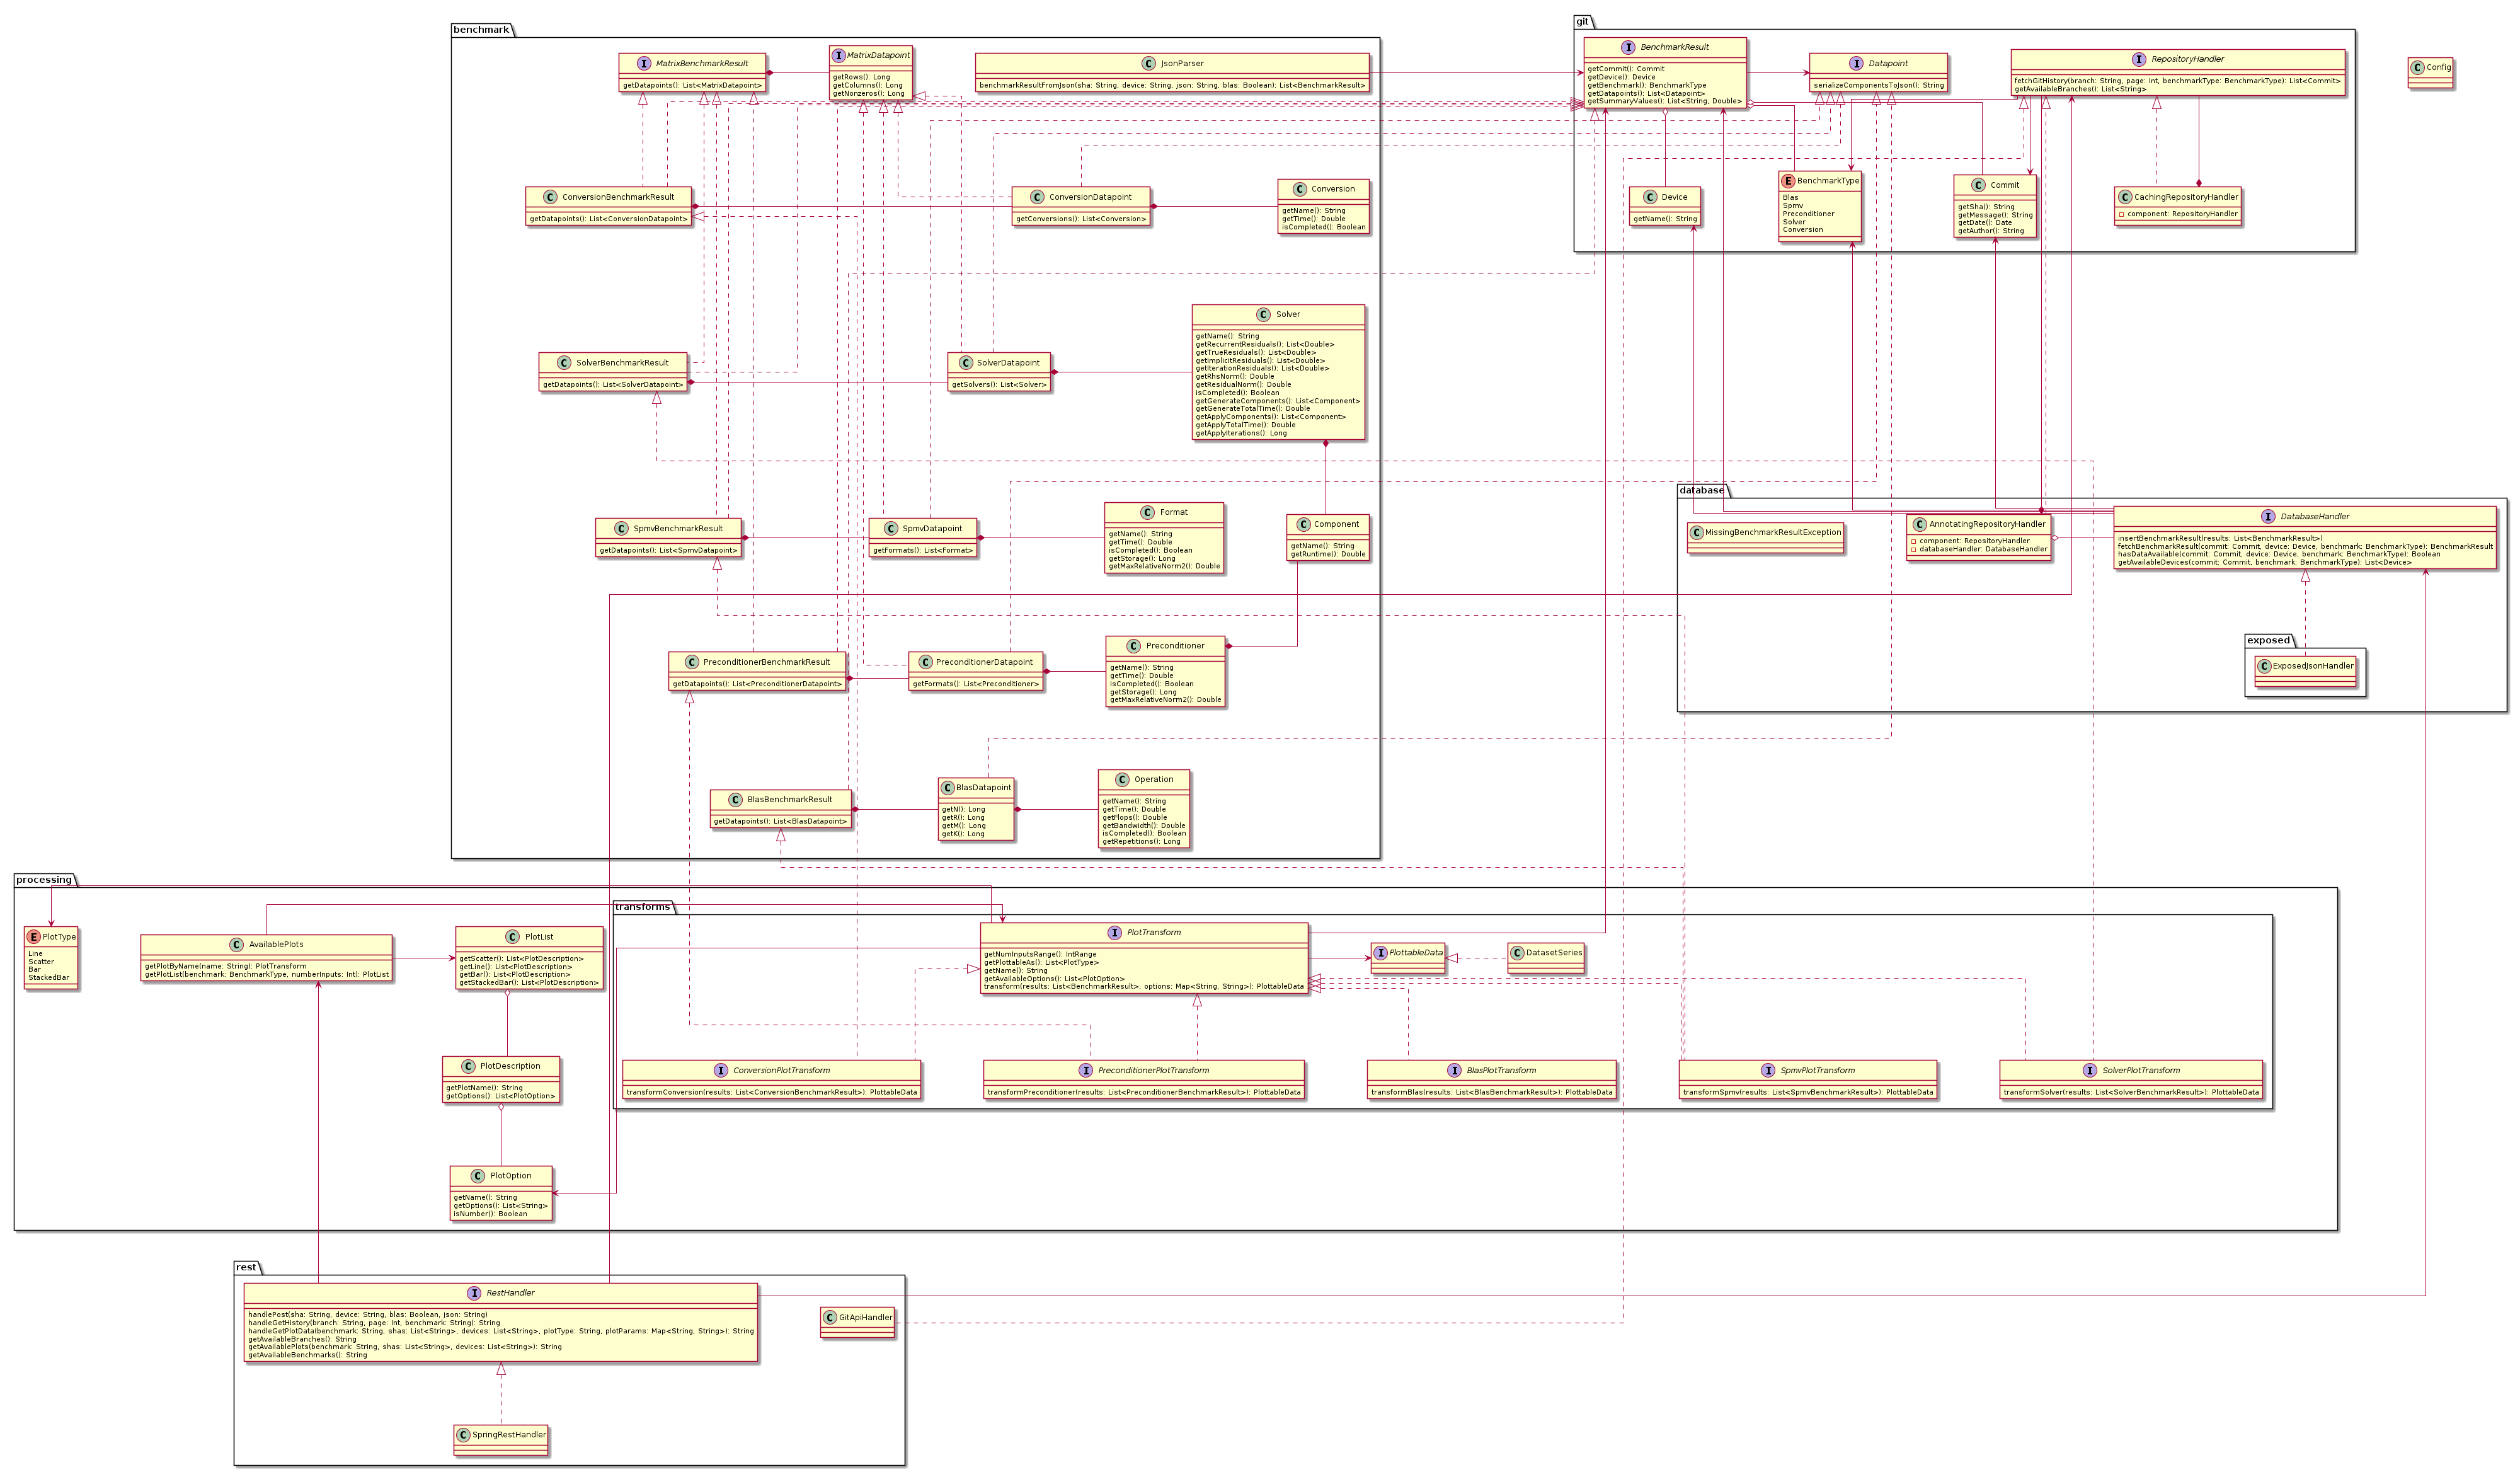 benchmark
I MatrixBenchmarkResult
getDatapoints(): List<MatrixDatapoint>
I MatrixDatapoint
getRows(): Long
getColumns(): Long
getNonzeros(): Long
C JsonParser
benchmarkResultFromJson(sha: String, device: String, json: String, blas: Boolean): List<BenchmarkResult>
C ConversionBenchmarkResult
getDatapoints(): List<ConversionDatapoint>
C ConversionDatapoint
getConversions(): List<Conversion>
C Conversion
getName(): String
getTime(): Double
isCompleted(): Boolean
C SolverBenchmarkResult
getDatapoints(): List<SolverDatapoint>
C SolverDatapoint
getSolvers(): List<Solver>
C Solver
getName(): String
getRecurrentResiduals(): List<Double>
getTrueResiduals(): List<Double>
getImplicitResiduals(): List<Double>
getIterationResiduals(): List<Double>
getRhsNorm(): Double
getResidualNorm(): Double
isCompleted(): Boolean
getGenerateComponents(): List<Component>
getGenerateTotalTime(): Double
getApplyComponents(): List<Component>
getApplyTotalTime(): Double
getApplyIterations(): Long
C SpmvBenchmarkResult
getDatapoints(): List<SpmvDatapoint>
C SpmvDatapoint
getFormats(): List<Format>
C Format
getName(): String
getTime(): Double
isCompleted(): Boolean
getStorage(): Long
getMaxRelativeNorm2(): Double
C Component
getName(): String
getRuntime(): Double
C PreconditionerBenchmarkResult
getDatapoints(): List<PreconditionerDatapoint>
C PreconditionerDatapoint
getFormats(): List<Preconditioner>
C Preconditioner
getName(): String
getTime(): Double
isCompleted(): Boolean
getStorage(): Long
getMaxRelativeNorm2(): Double
C BlasBenchmarkResult
getDatapoints(): List<BlasDatapoint>
C BlasDatapoint
getN(): Long
getR(): Long
getM(): Long
getK(): Long
C Operation
getName(): String
getTime(): Double
getFlops(): Double
getBandwidth(): Double
isCompleted(): Boolean
getRepetitions(): Long
git
I BenchmarkResult
getCommit(): Commit
getDevice(): Device
getBenchmark(): BenchmarkType
getDatapoints(): List<Datapoint>
getSummaryValues(): List<String, Double>
I Datapoint
serializeComponentsToJson(): String
I RepositoryHandler
fetchGitHistory(branch: String, page: Int, benchmarkType: BenchmarkType): List<Commit>
getAvailableBranches(): List<String>
C Device
getName(): String
E BenchmarkType
Blas
Spmv
Preconditioner
Solver
Conversion
C Commit
getSha(): String
getMessage(): String
getDate(): Date
getAuthor(): String
C CachingRepositoryHandler
component: RepositoryHandler
C Config
database
C MissingBenchmarkResultException
C AnnotatingRepositoryHandler
component: RepositoryHandler
databaseHandler: DatabaseHandler
I DatabaseHandler
insertBenchmarkResult(results: List<BenchmarkResult>)
fetchBenchmarkResult(commit: Commit, device: Device, benchmark: BenchmarkType): BenchmarkResult
hasDataAvailable(commit: Commit, device: Device, benchmark: BenchmarkType): Boolean
getAvailableDevices(commit: Commit, benchmark: BenchmarkType): List<Device>
exposed
C ExposedJsonHandler
processing
E PlotType
Line
Scatter
Bar
StackedBar
C AvailablePlots
getPlotByName(name: String): PlotTransform
getPlotList(benchmark: BenchmarkType, numberInputs: Int): PlotList
C PlotList
getScatter(): List<PlotDescription>
getLine(): List<PlotDescription>
getBar(): List<PlotDescription>
getStackedBar(): List<PlotDescription>
C PlotDescription
getPlotName(): String
getOptions(): List<PlotOption>
C PlotOption
getName(): String
getOptions(): List<String>
isNumber(): Boolean
transforms
I PlotTransform
getNumInputsRange(): IntRange
getPlottableAs(): List<PlotType>
getName(): String
getAvailableOptions(): List<PlotOption>
transform(results: List<BenchmarkResult>, options: Map<String, String>): PlottableData
I PlottableData
C DatasetSeries
I ConversionPlotTransform
transformConversion(results: List<ConversionBenchmarkResult>): PlottableData
I PreconditionerPlotTransform
transformPreconditioner(results: List<PreconditionerBenchmarkResult>): PlottableData
I BlasPlotTransform
transformBlas(results: List<BlasBenchmarkResult>): PlottableData
I SpmvPlotTransform
transformSpmv(results: List<SpmvBenchmarkResult>): PlottableData
I SolverPlotTransform
transformSolver(results: List<SolverBenchmarkResult>): PlottableData
rest
I RestHandler
handlePost(sha: String, device: String, blas: Boolean, json: String)
handleGetHistory(branch: String, page: Int, benchmark: String): String
handleGetPlotData(benchmark: String, shas: List<String>, devices: List<String>, plotType: String, plotParams: Map<String, String>): String
getAvailableBranches(): String
getAvailablePlots(benchmark: String, shas: List<String>, devices: List<String>): String
getAvailableBenchmarks(): String
C GitApiHandler
C SpringRestHandler